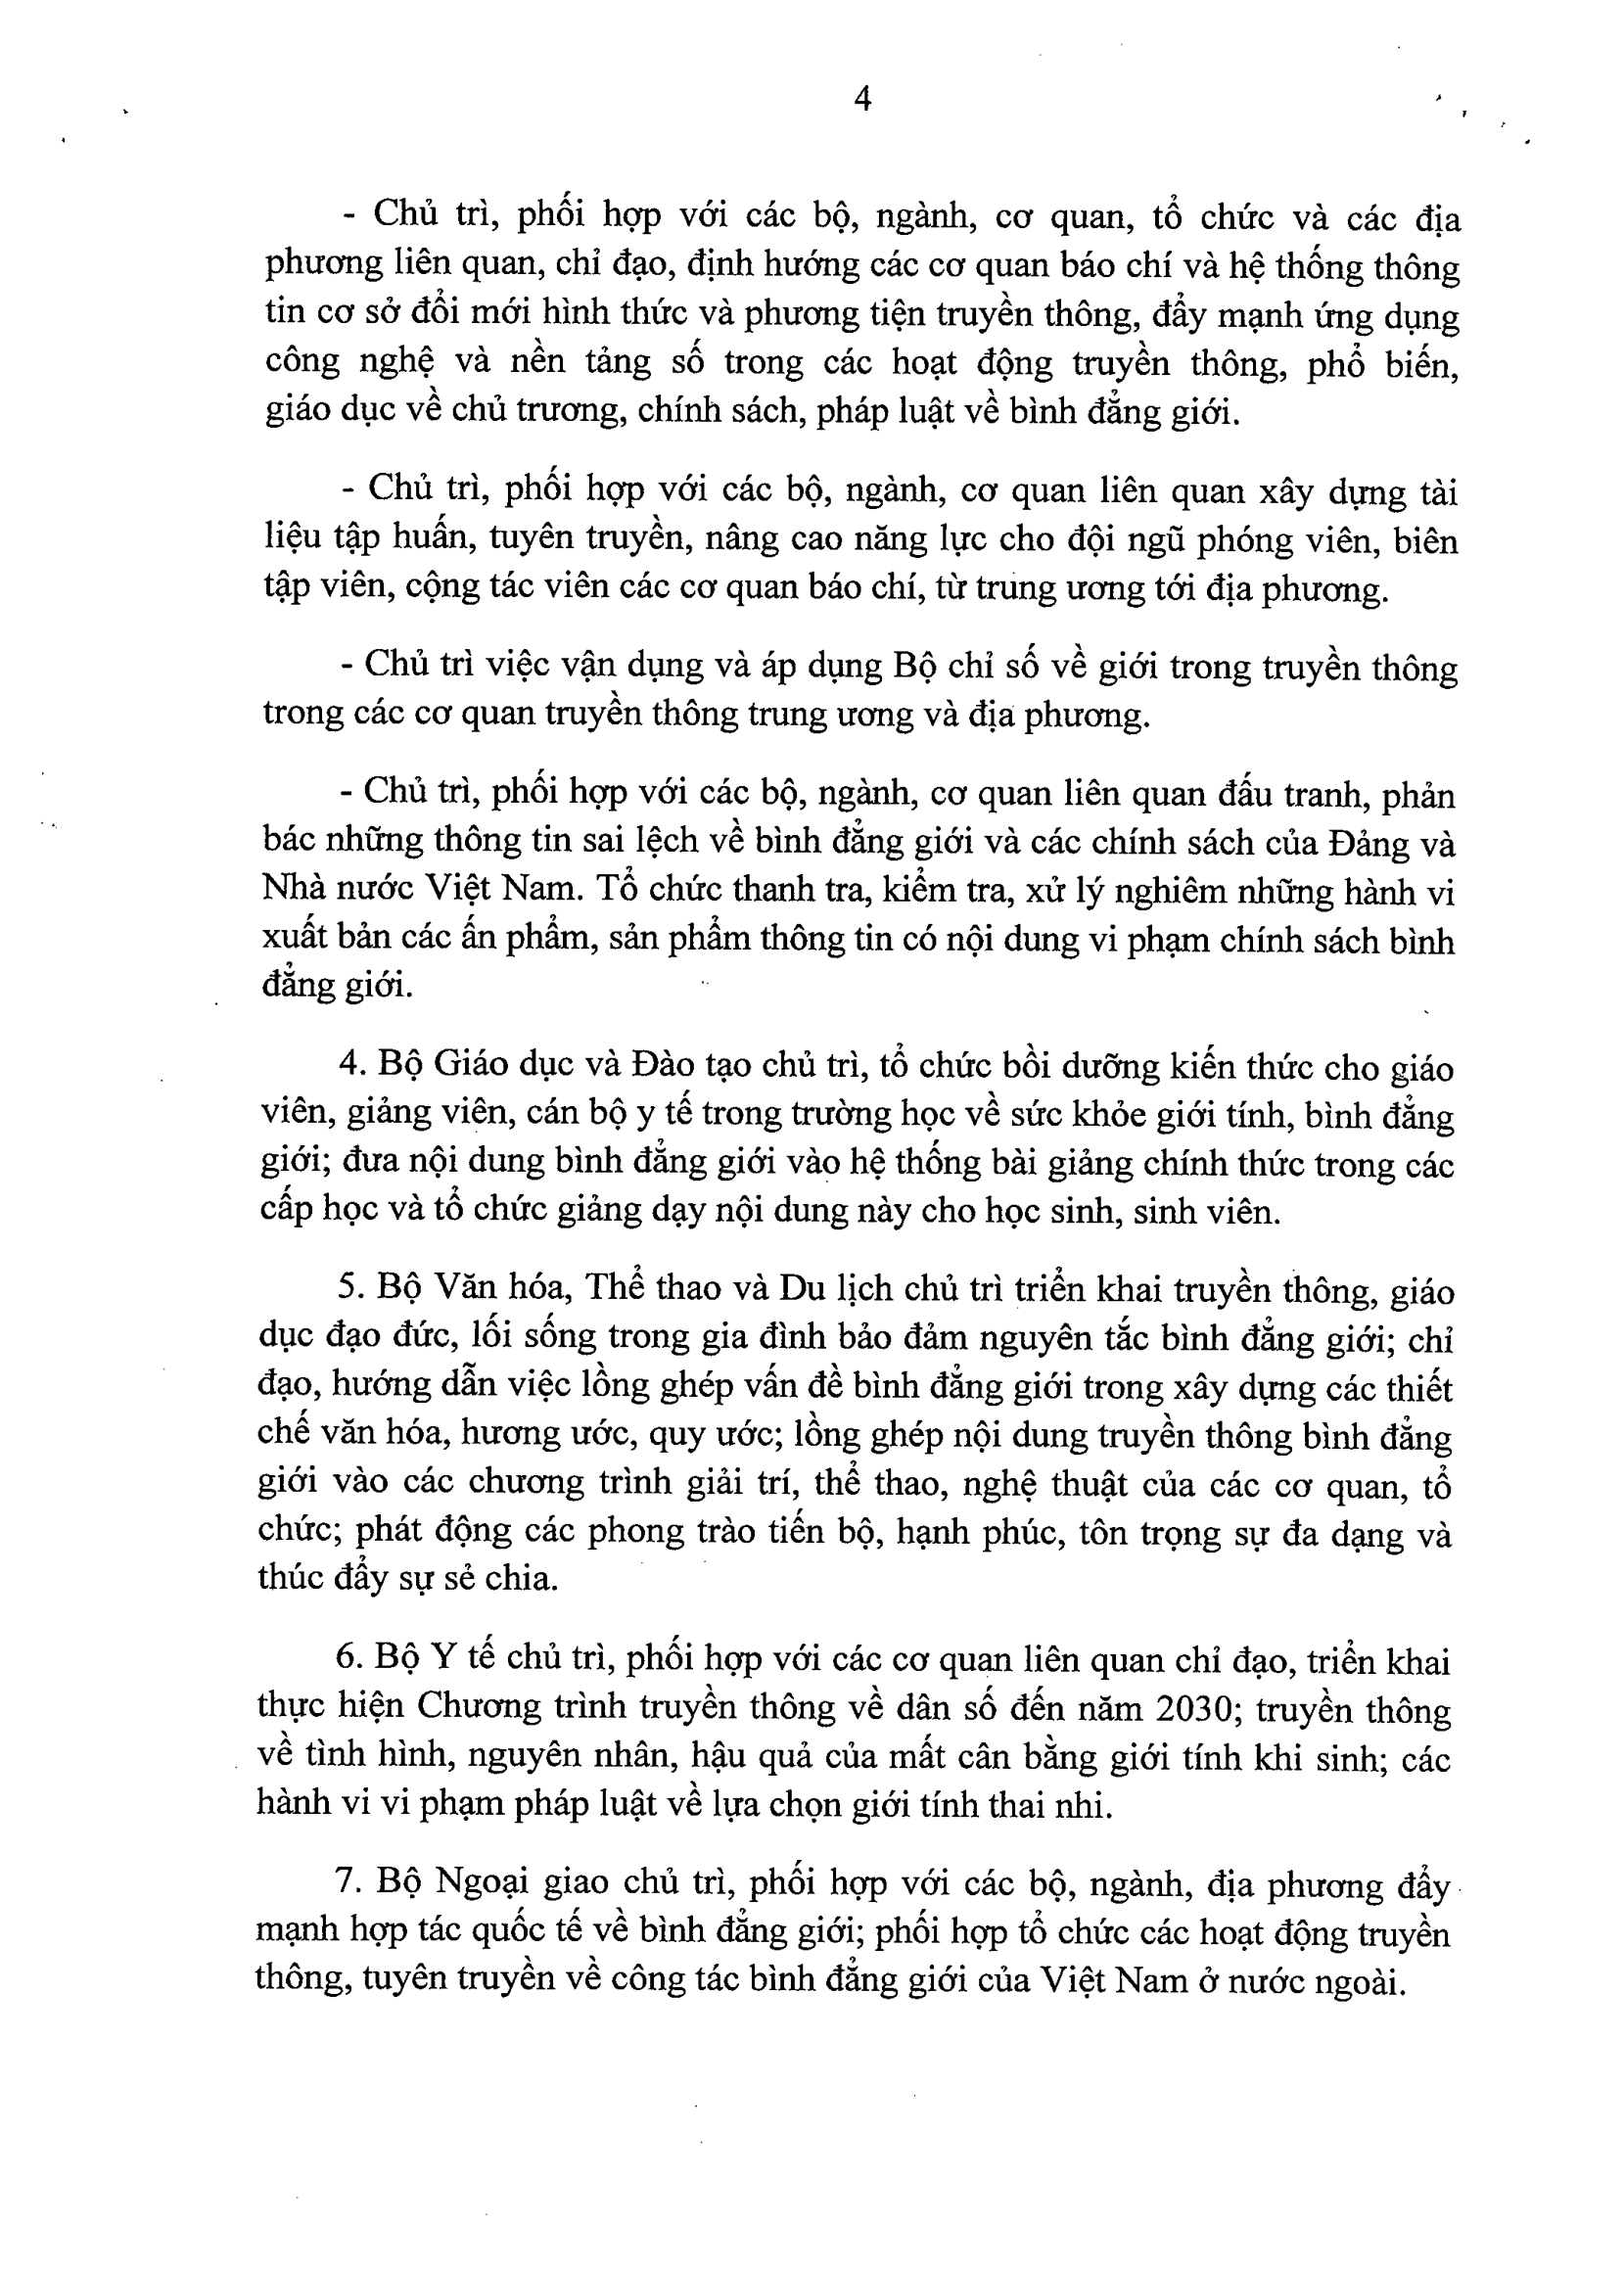 4
- Chủ trì, phối hợp với các bộ, ngành, cơ quan, tổ chức và các địa
phương liên quan, chỉ đạo, định hướng các cơ quan báo chí và hệ thống thông
tin cơ sở đổi mới hình thức và phương tiện truyền thông, đẩy mạnh ứng dụng
công nghệ và nền tảng số trong các hoạt động truyền thông, phổ biến,
giáo dục về chủ trương, chính sách, pháp luật về bình đẳng giới.
- Chủ trì, phối hợp với các bộ, ngành, cơ quan liên quan xây dựng tài
liệu tập huấn, tuyên truyền, nâng cao năng lực cho đội ngũ phóng viên, biên
tập viên, cộng tác viên các cơ quan báo chí, từ trung ương tới địa phương.
- Chủ trì việc vận dụng và áp dụng Bộ chỉ số về giới trong truyền thông
trong các cơ quan truyền thông trung ương và địa phương.
- Chủ trì, phối hợp với các bộ, ngành, cơ quan liên quan đấu tranh, phản
bác những thông tin sai lệch về bình đẳng giới và các chính sách của Đảng và
Nhà nước Việt Nam. Tổ chức thanh tra, kiểm tra, xử lý nghiêm những hành vi
xuất bản các ấn phẩm, sản phẩm thông tin có nội dung vi phạm chính sách bình
đẳng giới.
4. Bộ Giáo dục và Đào tạo chủ trì, tổ chức bồi dưỡng kiến thức cho giáo
viên, giảng viên, cán bộ y tế trong trường học về sức khỏe giới tính, bình đẳng
giới; đưa nội dung bình đẳng giới vào hệ thống bài giảng chính thức trong các
cấp học và tổ chức giảng dạy nội dung này cho học sinh, sinh viên.
5. Bộ Văn hóa, Thể thao và Du lịch chủ trì triển khai truyền thông, giáo
dục đạo đức, lối sống trong gia đình bảo đảm nguyên tắc bình đẳng giới; chỉ
đạo, hướng dẫn việc lồng ghép vấn đề bình đẳng giới trong xây dựng các thiết
chế văn hóa, hương ước, quy ước; lồng ghép nội dung truyền thông bình đẳng
giới vào các chương trình giải trí, thể thao, nghệ thuật của các cơ quan, tổ
chức; phát động các phong trào tiến bộ, hạnh phúc, tôn trọng sự đa dạng và
thúc đẩy sự sẻ chia.
6. Bộ Y tế chủ trì, phối hợp với các cơ quan liên quan chỉ đạo, triển khai
thực hiện Chương trình truyền thông về dân số đến năm 2030; truyền thông
về tình hình, nguyên nhân, hậu quả của mất cân bằng giới tính khi sinh; các
hành vi vi phạm pháp luật về lựa chọn giới tính thai nhi.
7. Bộ Ngoại giao chủ trì, phối hợp với các bộ, ngành, địa phương đẩy
mạnh hợp tác quốc tế về bình đẳng giới; phối hợp tổ chức các hoạt động truyền
thông, tuyên truyền về công tác bình đẳng giới của Việt Nam ở nước ngoài.